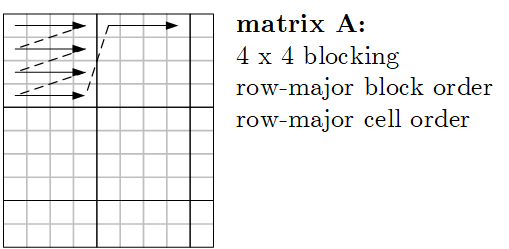 matrix A:
4 x 4 blocking
row-major block order
row-major cell order